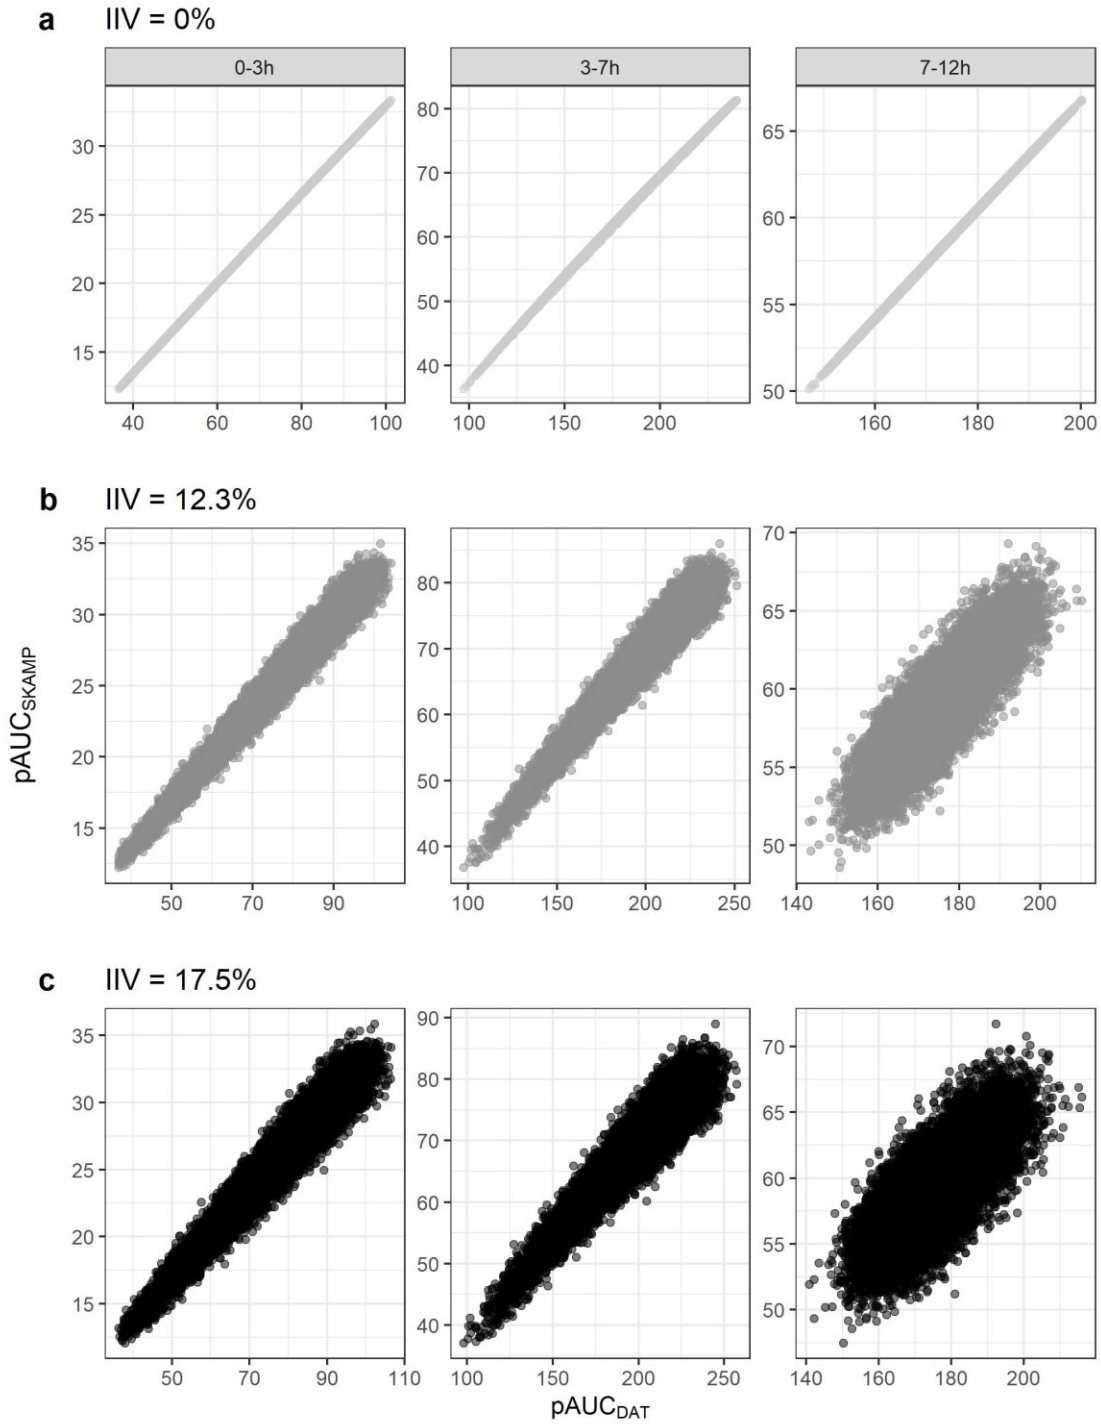 a IIV = 0%
0-3h 3-7h 7-12h
30 25 20 15
80 70 60 50 40
65 60 55 50
40 60 80 100
100 150 200
160 180 200
b IIV = 12.3%
35 30 25 20 15
80 70 60 50 40
70 65 60 55 50
50 70 90
100 150 200 250
140 160 180 200
pAUCSKAMP
c IIV = 17.5%
35 30 25 20 15
90 80 70 60 50 40
70 65 60 55 50
50 70 90 110
100 150 200 250
140 160 180 200
pAUCDAT